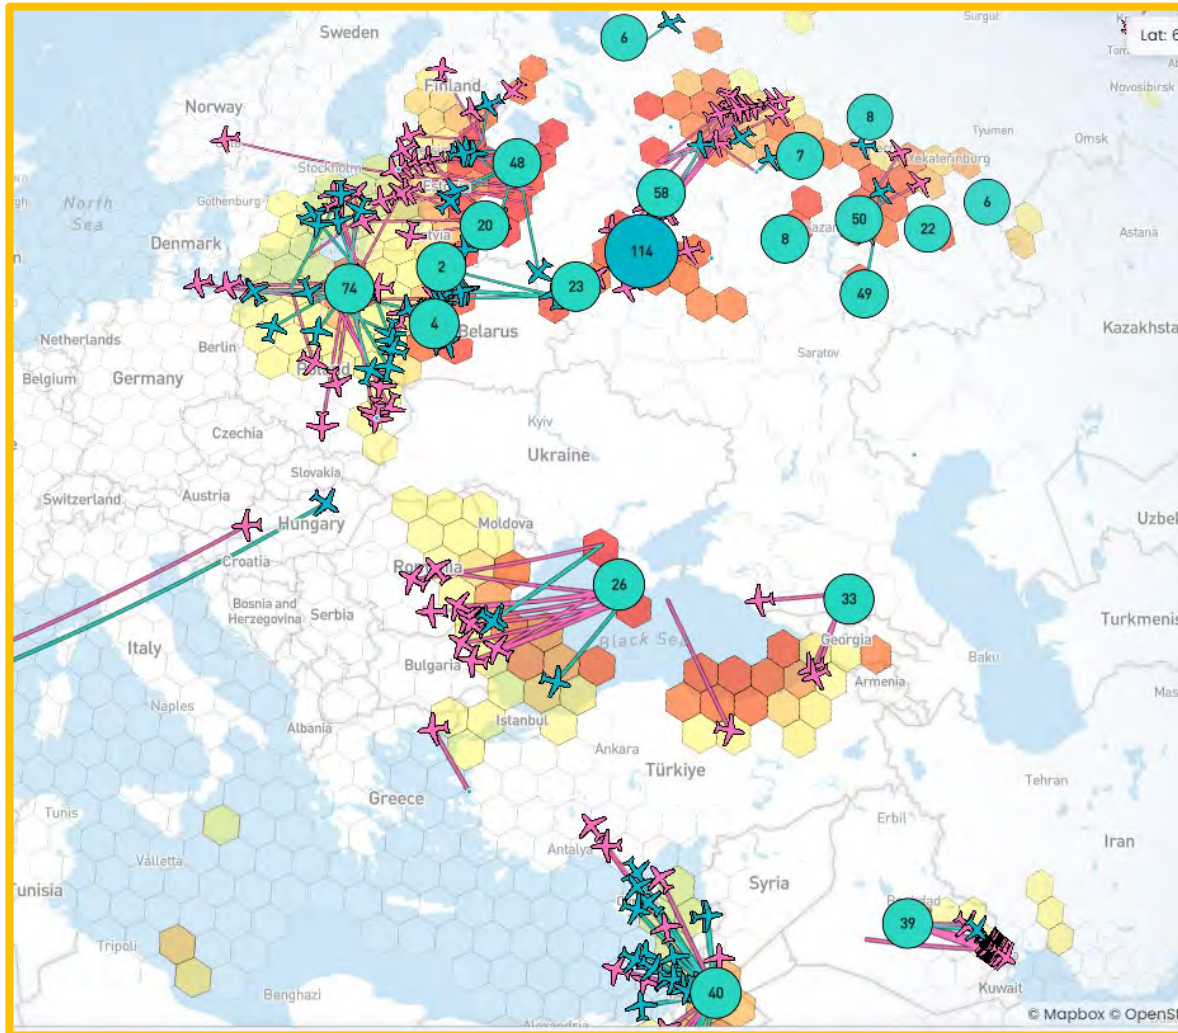 Surgut
Sweden
6
Lat: 6
Finland
Novosibirsk
Norway
8
Tyumen
Omsk
48
7
Yekaterinburg
Stockholm
58
North
Sea
Gothenburg
50
6
20
22
8
114
Astana
Denmark
2
74
23
49
4
Belarus
Kazakhsta
Netherlands
Berlin
Saratov
Belgium
Germany
Poland
Kyiv
Czechia
Ukraine
Slovakia
Switzerland
Austria
Hungary
Moldova
Uzbek
Croatia
Romania
26
33
Bosnia and
Herzegovina
Serbia
Turkmenis
Georgia
Black Sea
Italy
Bulgaria
Baku
Armenia
Naples
Istanbul
Albania
Ankara
Türkiye
Tehran
Greece
Tunis
Erbil
Antalya
Iran
Valletta
Syria
Tunisia
39
Tripoli
40
Kuwait
Benghazi
Alexandria
© Mapbox © OpenSt